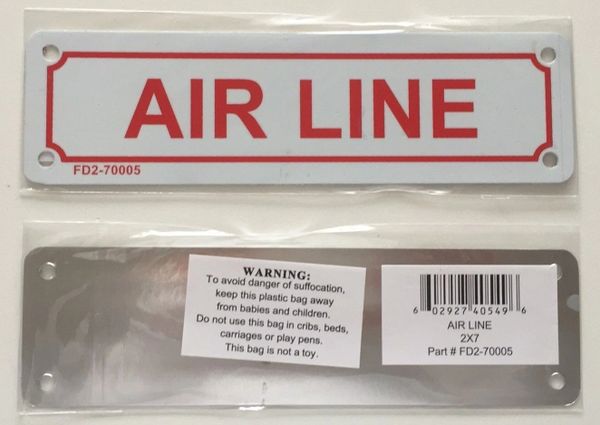 AIR LINE
FD2-70005
WARNING:
To avoid danger of suffocation,
keep this plastic bag away
from babies and children.
Do not use this bag in cribs, beds,
carriages or play pens.
This bag is not a toy.
6 02927 40549 6
AIR LINE
2X7
Part # FD2-70005